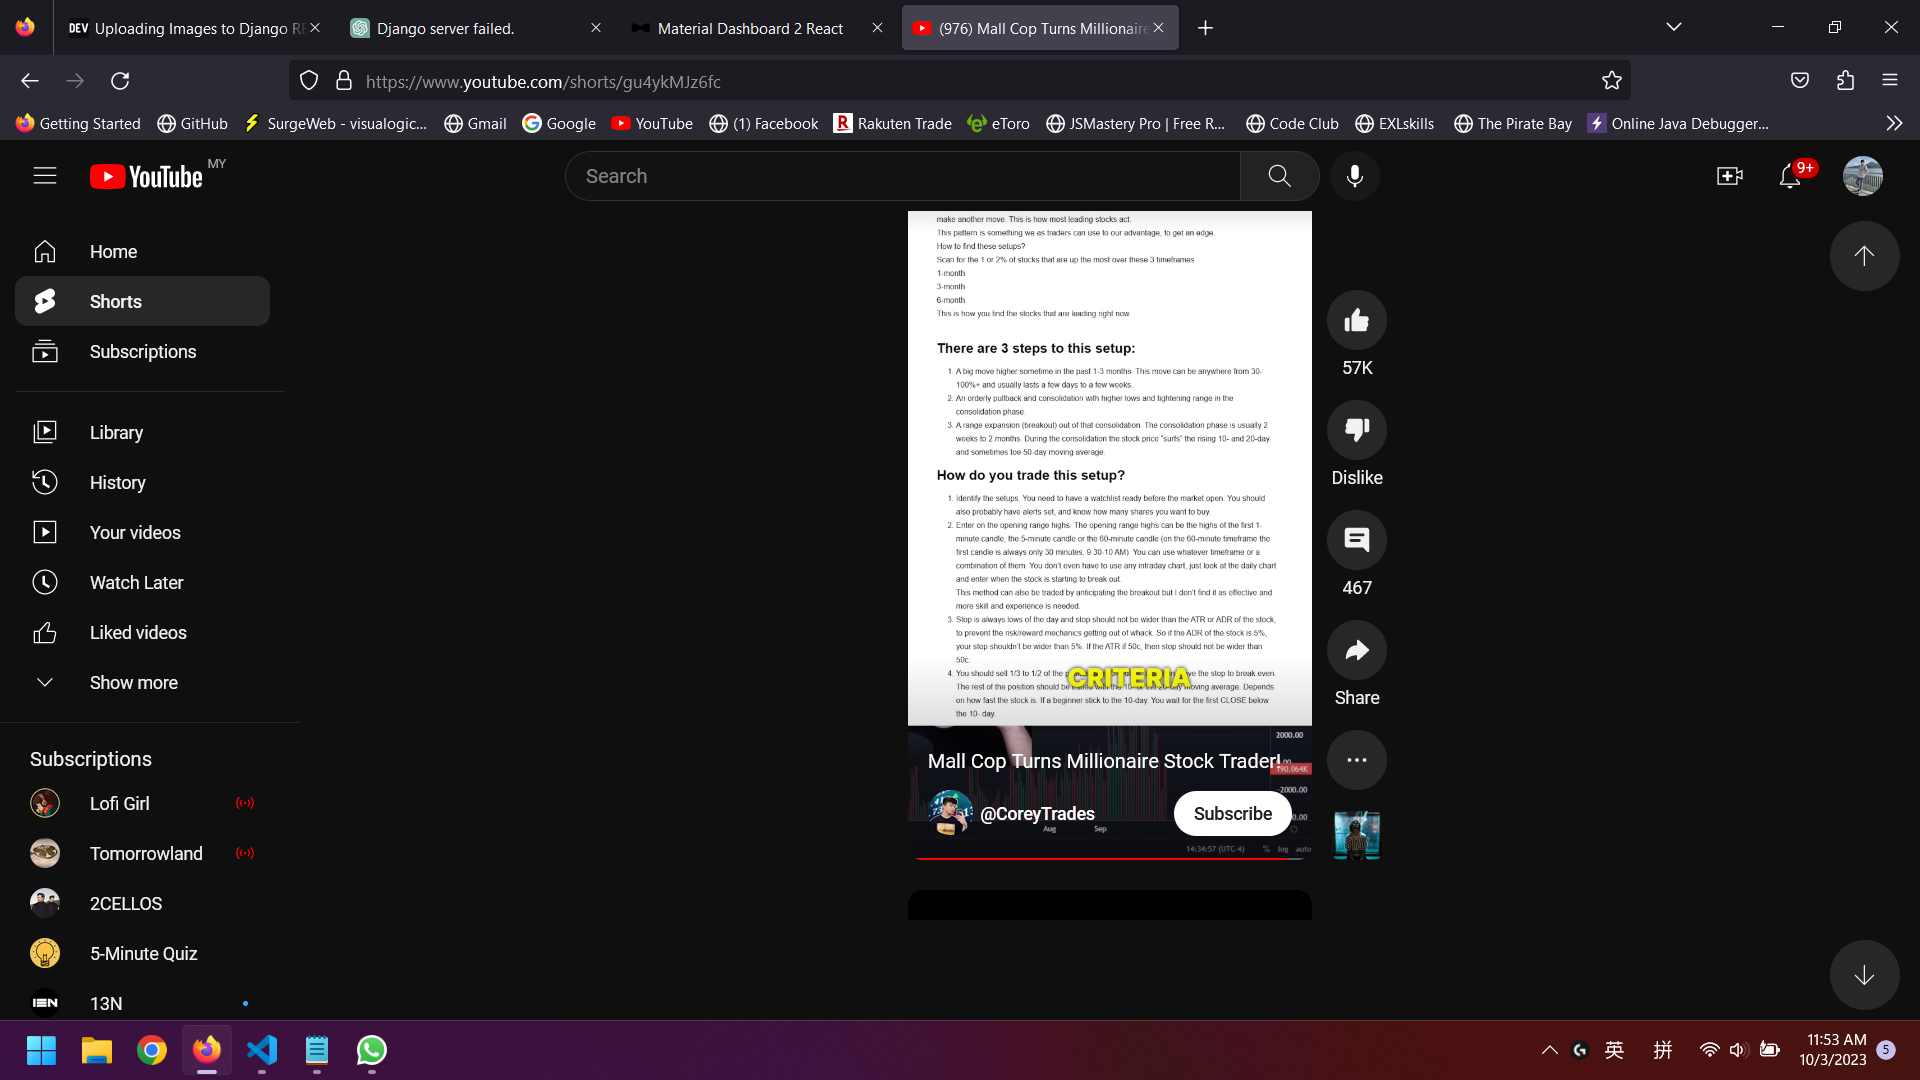 DEV Uploading Images to Django RE
Django server failed.
Material Dashboard 2 React
(976) Mall Cop Turns Millionaire
https://www.youtube.com/shorts/gu4ykMJz6fc
Getting Started
GitHub
SurgeWeb - visualogic...
Gmail
Google
YouTube
(1) Facebook
Rakuten Trade
eToro
JSMastery Pro | Free R...
Code Club
EXLskills
The Pirate Bay
Online Java Debugger...
YouTube MY
Search
9+
Home
Shorts
Subscriptions
Library
History
Your videos
Watch Later
Liked videos
Show more
Subscriptions
Lofi Girl
Tomorrowland
2CELLOS
5-Minute Quiz
13N
make another move. This is how most leading stocks act.
This pattern is something we as traders can use to our advantage, to get an edge.
How to find these setups?
Scan for the 1 or 2% of stocks that are up the most over these 3 timeframes
1-month
3-month
6-month
This is how you find the stocks that are leading right now
There are 3 steps to this setup:
1. A big move higher sometime in the past 1-3 months. This move can be anywhere from 30-
100%+ and usually lasts a few days to a few weeks.
2. An orderly pullback and consolidation with higher lows and tightening range in the
consolidation phase.
3. A range expansion (breakout) out of that consolidation. The consolidation phase is usually 2
weeks to 2 months. During the consolidation the stock price "surfs" the rising 10- and 20-day
and sometimes toe 50-day moving average.
How do you trade this setup?
1. Identify the setups. You need to have a watchlist ready before the market open. You should
also probably have alerts set, and know how many shares you want to buy.
2. Enter on the opening range highs. The opening range highs can be the highs of the first 1-
minute candle, the 5-minute candle or the 60-minute candle (on the 60-minute timeframe the
first candle is always only 30 minutes, 9.30-10 AM). You can use whatever timeframe or a
combination of them. You don't even have to use any intraday chart, just look at the daily chart
and enter when the stock is starting to break out.
This method can also be traded by anticipating the breakout but I don't find it as effective and
more skill and experience is needed.
3. Stop is always lows of the day and stop should not be wider than the ATR or ADR of the stock,
to prevent the risk/reward mechanics getting out of whack. So if the ADR of the stock is 5%,
your stop shouldn't be wider than 5%. If the ATR if 50c, then stop should not be wider than
50c.
4. You should sell 1/3 to 1/2 of the the stop to break even.
CRITERIA
The rest of the position should be moving average. Depends
on how fast the stock is. If a beginner stick to the 10-day. You wait for the first CLOSE below
the 10- day.
2000.00
Mall Cop Turns Millionaire Stock Trader!
190.064K
-2000.00
@CoreyTrades
Subscribe
Aug
Sep
14:34:57 (UTC-4)
%
log
auto
57K
Dislike
467
Share
英
拼
11:53 AM
10/3/2023
5